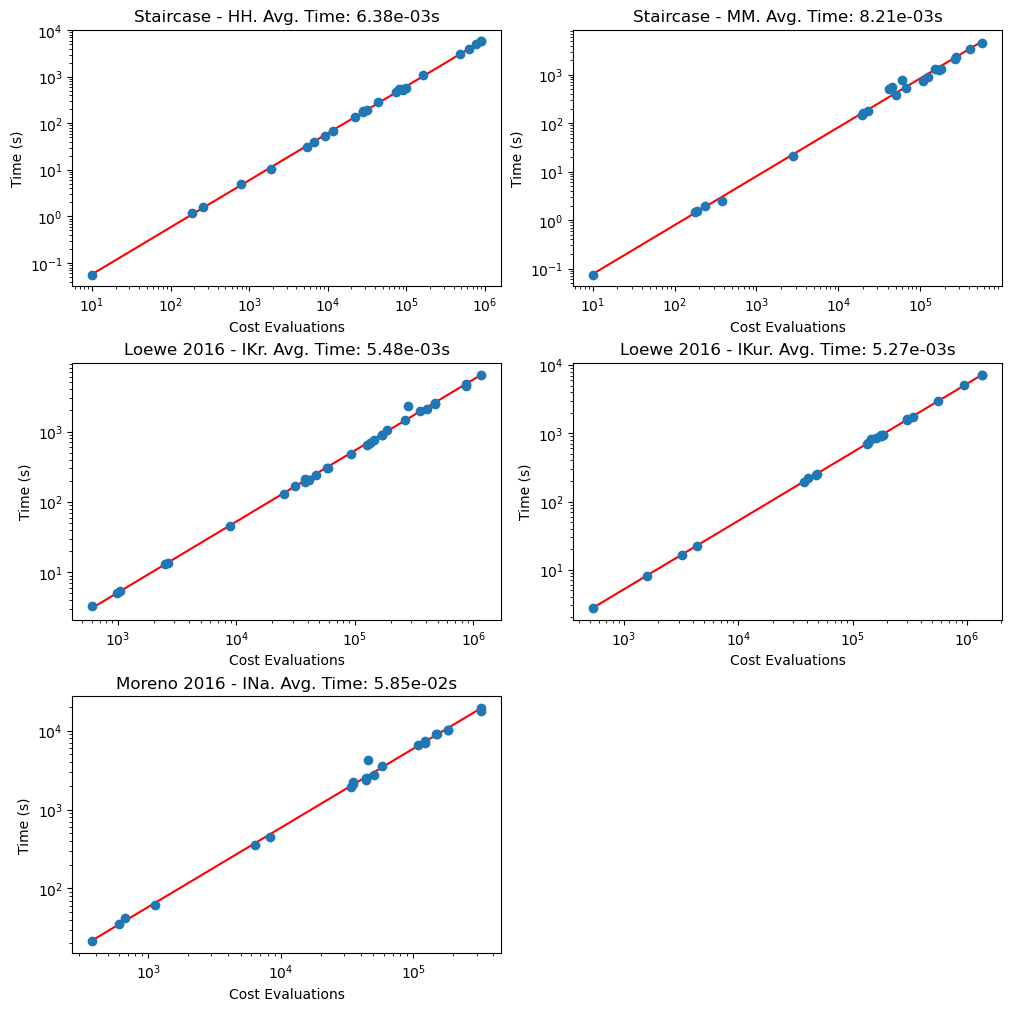 Staircase - HH. Avg. Time: 6.38e-03s
Time (s)
10^4
10^3
10^2
10^1
10^0
10^-1
10^1 10^2 10^3 10^4 10^5 10^6
Cost Evaluations
Staircase - MM. Avg. Time: 8.21e-03s
Time (s)
10^3
10^2
10^1
10^0
10^-1
10^1 10^2 10^3 10^4 10^5
Cost Evaluations
Loewe 2016 - IKr. Avg. Time: 5.48e-03s
Time (s)
10^3
10^2
10^1
10^3 10^4 10^5 10^6
Cost Evaluations
Loewe 2016 - IKur. Avg. Time: 5.27e-03s
Time (s)
10^4
10^3
10^2
10^1
10^3 10^4 10^5 10^6
Cost Evaluations
Moreno 2016 - INa. Avg. Time: 5.85e-02s
Time (s)
10^4
10^3
10^2
10^3 10^4 10^5
Cost Evaluations